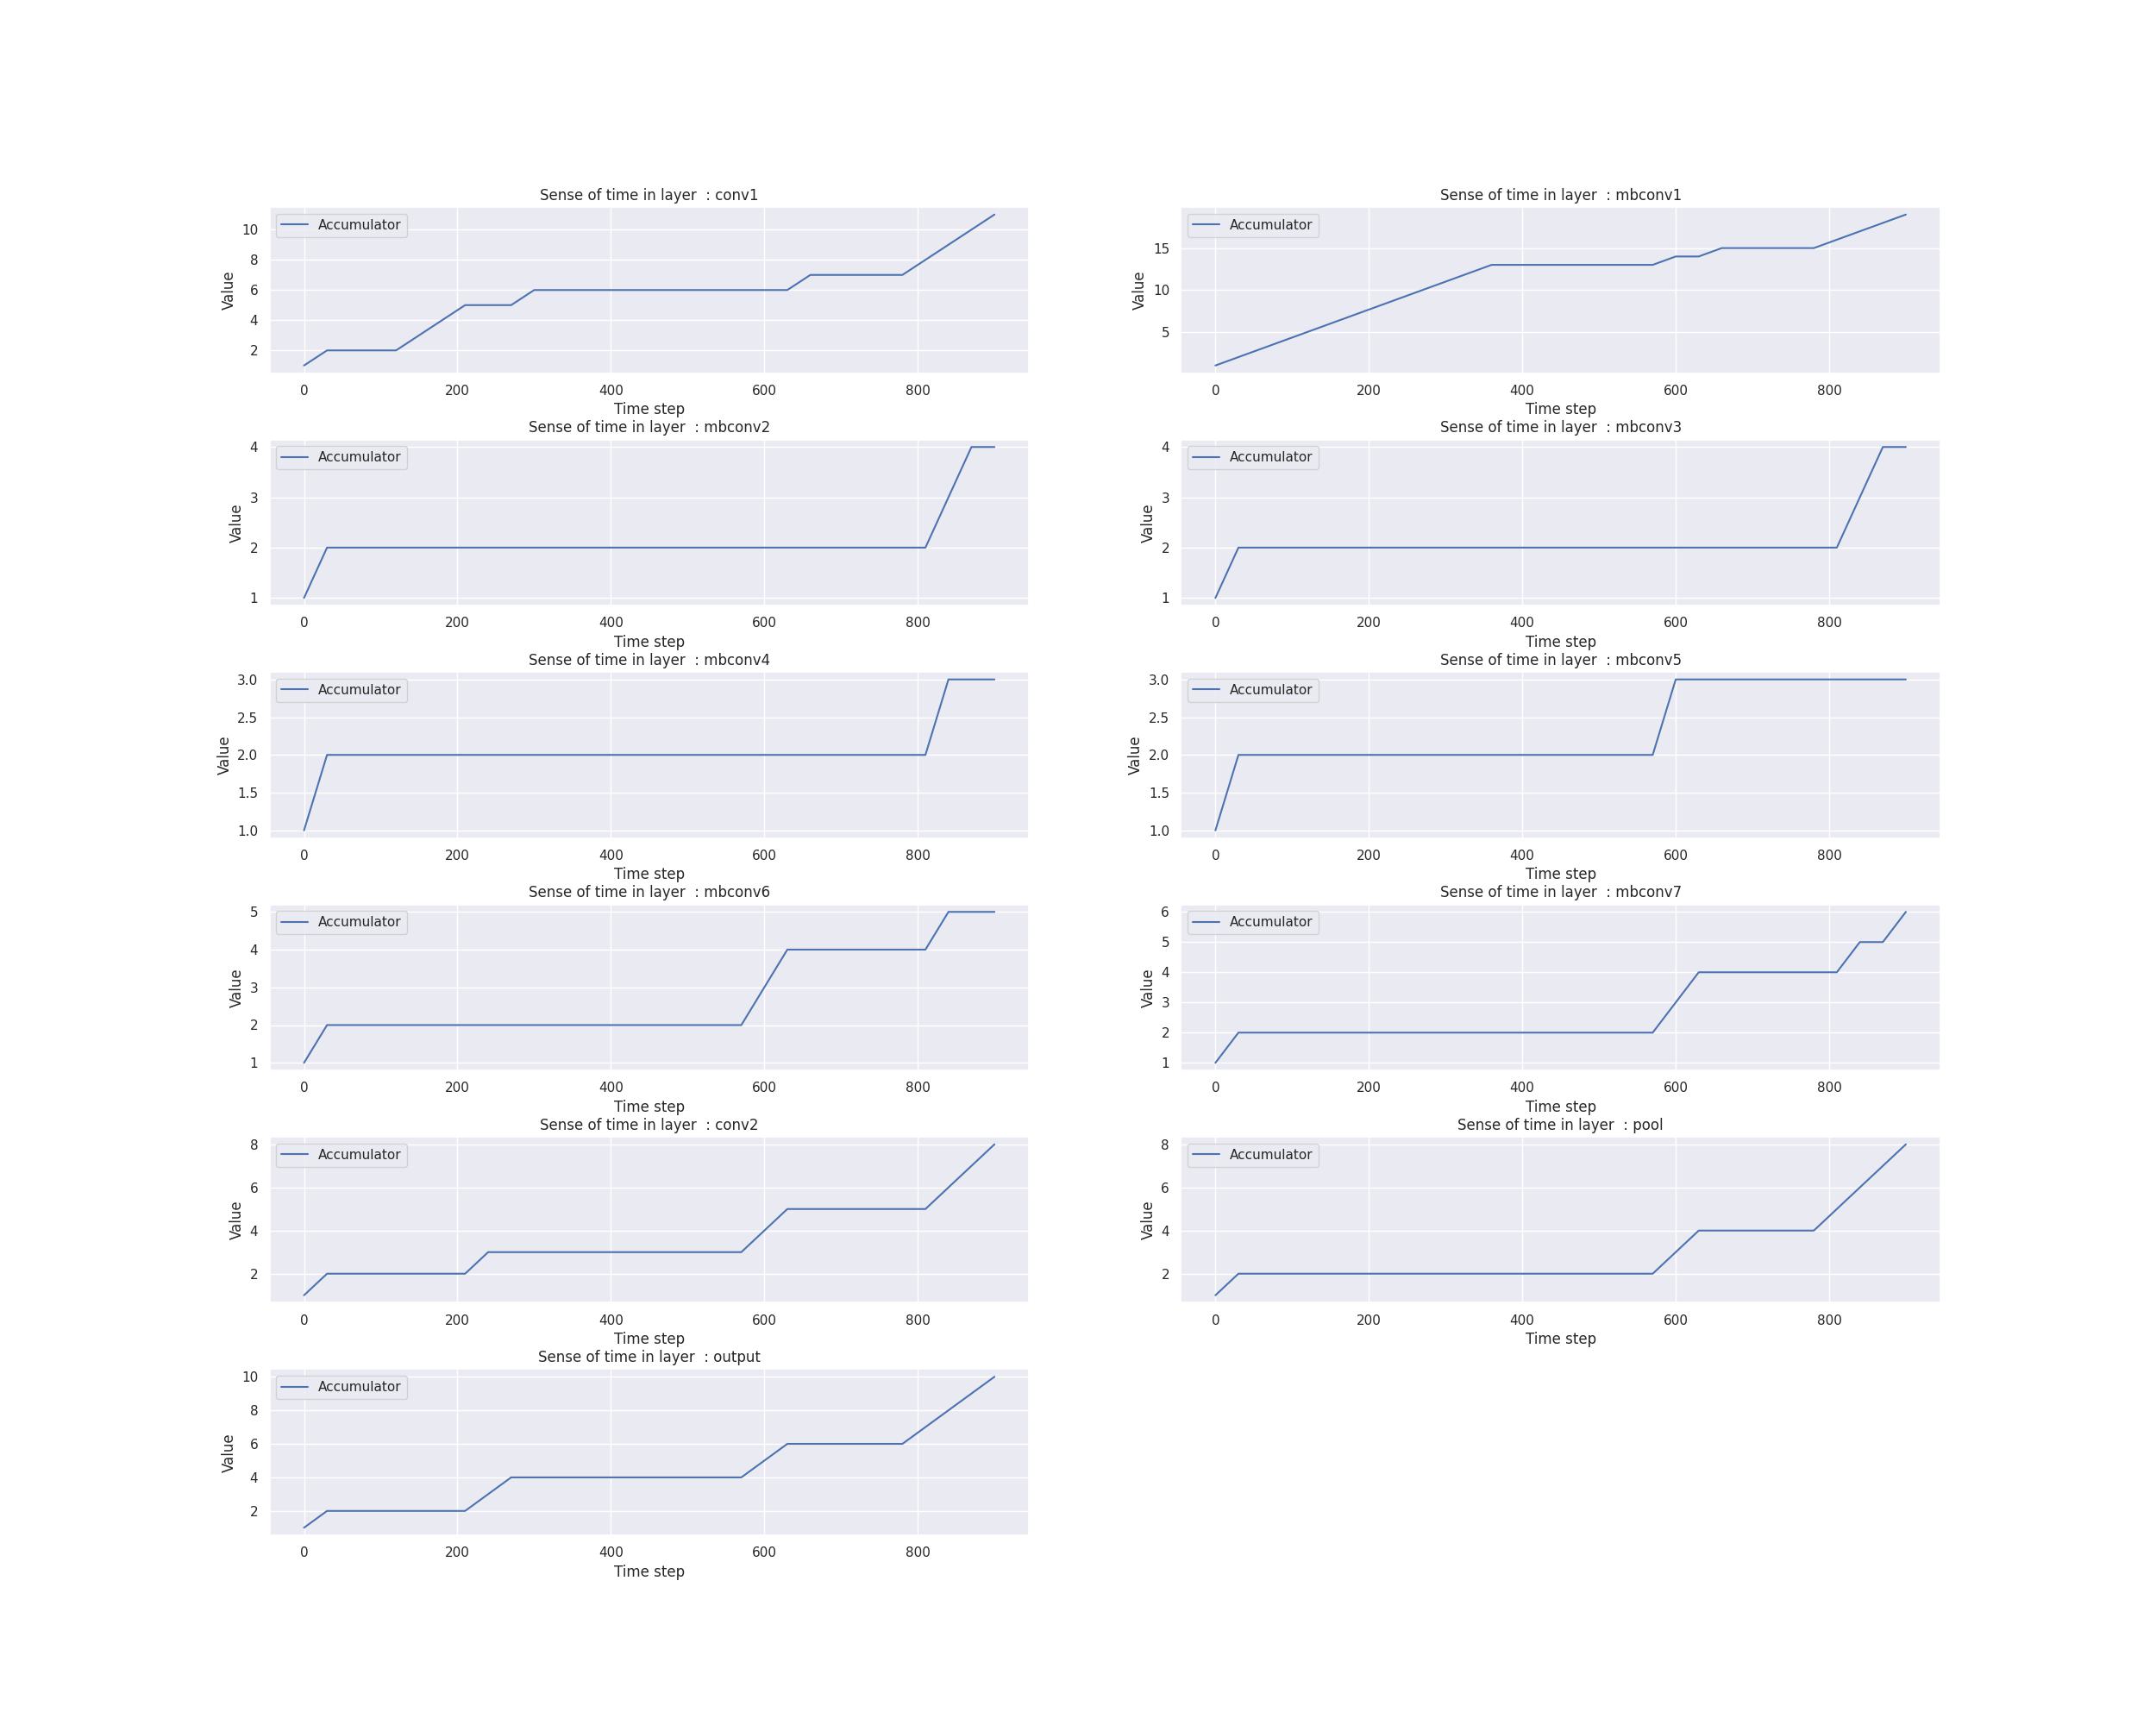 Sense of time in layer  : conv1
Accumulator
Value
10
8
6
4
2
0 200 400 600 800
Time step
Sense of time in layer  : mbconv1
Accumulator
Value
15
10
5
0 200 400 600 800
Time step
Sense of time in layer  : mbconv2
Accumulator
Value
4
3
2
1
0 200 400 600 800
Time step
Sense of time in layer  : mbconv3
Accumulator
Value
4
3
2
1
0 200 400 600 800
Time step
Sense of time in layer  : mbconv4
Accumulator
Value
3.0
2.5
2.0
1.5
1.0
0 200 400 600 800
Time step
Sense of time in layer  : mbconv5
Accumulator
Value
3.0
2.5
2.0
1.5
1.0
0 200 400 600 800
Time step
Sense of time in layer  : mbconv6
Accumulator
Value
5
4
3
2
1
0 200 400 600 800
Time step
Sense of time in layer  : mbconv7
Accumulator
Value
6
5
4
3
2
1
0 200 400 600 800
Time step
Sense of time in layer  : conv2
Accumulator
Value
8
6
4
2
0 200 400 600 800
Time step
Sense of time in layer  : pool
Accumulator
Value
8
6
4
2
0 200 400 600 800
Time step
Sense of time in layer  : output
Accumulator
Value
10
8
6
4
2
0 200 400 600 800
Time step